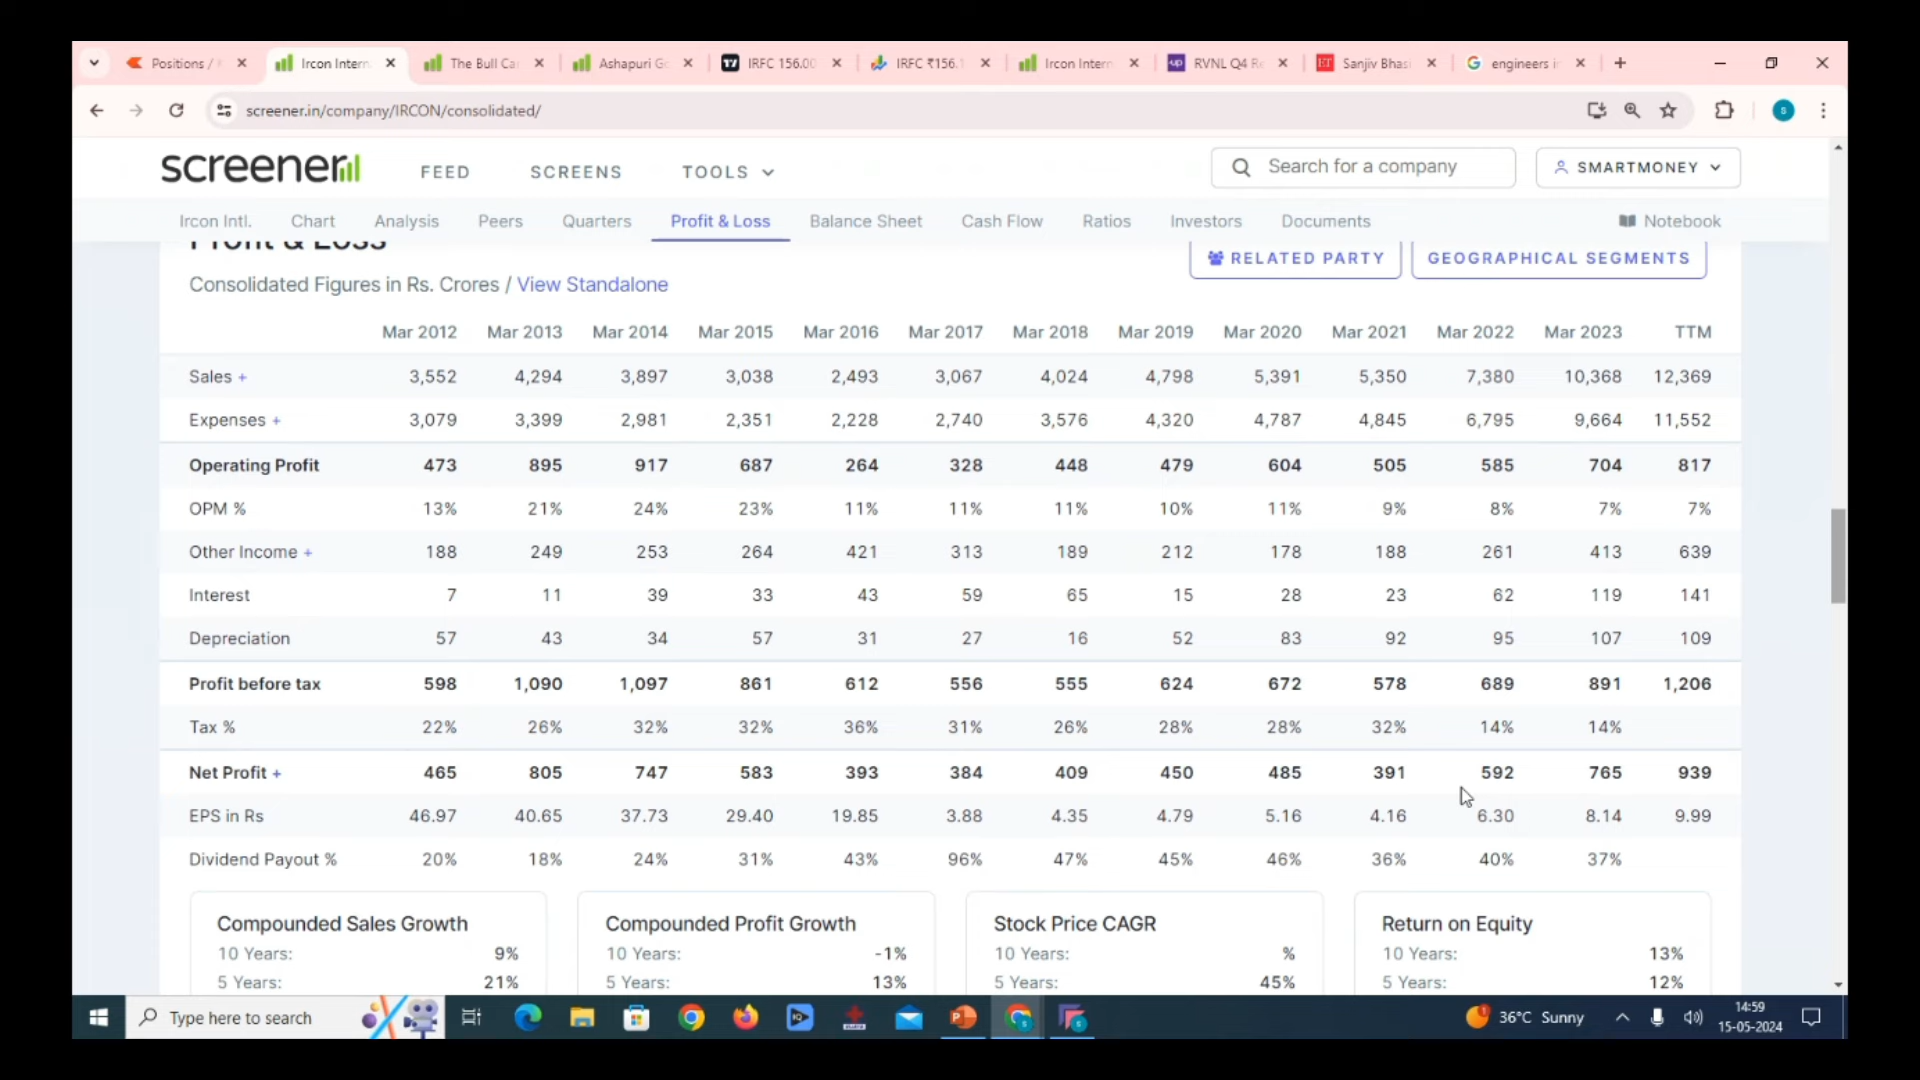 Positions /
Ircon Intern
The Bull Ca
Ashapuri Go
IRFC 156.00
IRFC ₹156.1
Ircon Intern
RVNL Q4 Re
Sanjiv Bhasi
engineers i
screener.in/company/IRCON/consolidated/
screener
FEED SCREENS TOOLS
Search for a company
SMARTMONEY
Ircon Intl. Chart Analysis Peers Quarters Profit & Loss Balance Sheet Cash Flow Ratios Investors Documents Notebook
Profit & Loss
RELATED PARTY GEOGRAPHICAL SEGMENTS
Consolidated Figures in Rs. Crores / View Standalone
Mar 2012 Mar 2013 Mar 2014 Mar 2015 Mar 2016 Mar 2017 Mar 2018 Mar 2019 Mar 2020 Mar 2021 Mar 2022 Mar 2023 TTM
Sales + 3,552 4,294 3,897 3,038 2,493 3,067 4,024 4,798 5,391 5,350 7,380 10,368 12,369
Expenses + 3,079 3,399 2,981 2,351 2,228 2,740 3,576 4,320 4,787 4,845 6,795 9,664 11,552
Operating Profit 473 895 917 687 264 328 448 479 604 505 585 704 817
OPM % 13% 21% 24% 23% 11% 11% 11% 10% 11% 9% 8% 7% 7%
Other Income + 188 249 253 264 421 313 189 212 178 188 261 413 639
Interest 7 11 39 33 43 59 65 15 28 23 62 119 141
Depreciation 57 43 34 57 31 27 16 52 83 92 95 107 109
Profit before tax 598 1,090 1,097 861 612 556 555 624 672 578 689 891 1,206
Tax % 22% 26% 32% 32% 36% 31% 26% 28% 28% 32% 14% 14%
Net Profit + 465 805 747 583 393 384 409 450 485 391 592 765 939
EPS in Rs 46.97 40.65 37.73 29.40 19.85 3.88 4.35 4.79 5.16 4.16 6.30 8.14 9.99
Dividend Payout % 20% 18% 24% 31% 43% 96% 47% 45% 46% 36% 40% 37%
Compounded Sales Growth Compounded Profit Growth Stock Price CAGR Return on Equity
10 Years: 9% 10 Years: -1% 10 Years: % 10 Years: 13%
5 Years: 21% 5 Years: 13% 5 Years: 45% 5 Years: 12%
Type here to search
36°C Sunny
14:59
15-05-2024